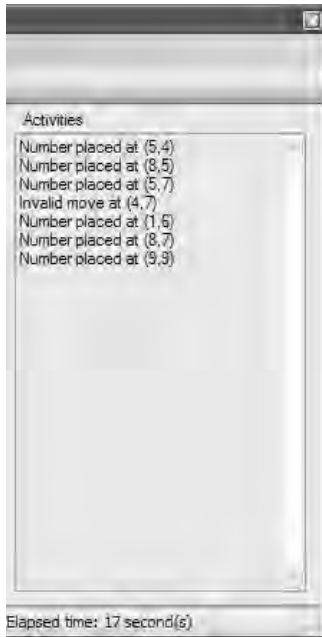 Activities
Number placed at (5,4)
Number placed at (8,5)
Number placed at (5,7)
Invalid move at (4,7)
Number placed at (1,6)
Number placed at (8,7)
Number placed at (9,9)
Elapsed time: 17 second(s)